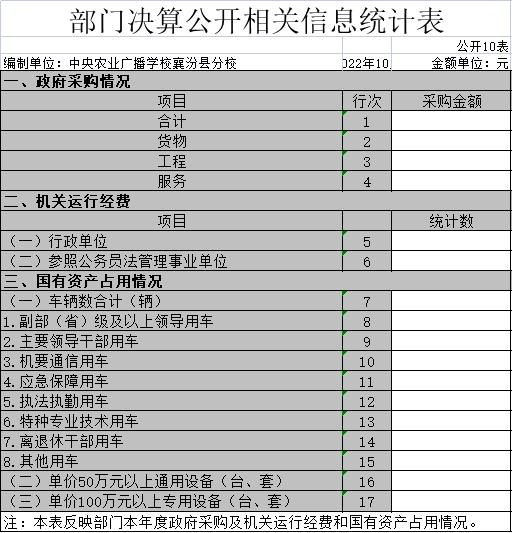 部门决算公开相关信息统计表
公开10表
编制单位：中央农业广播学校襄汾县分校 022年10 金额单位：元
一、政府采购情况
项目 行次 采购金额
合计 1
货物 2
工程 3
服务 4
二、机关运行经费
项目 统计数
（一）行政单位 5
（二）参照公务员法管理事业单位 6
三、国有资产占用情况
（一）车辆数合计（辆） 7
1.副部（省）级及以上领导用车 8
2.主要领导干部用车 9
3.机要通信用车 10
4.应急保障用车 11
5.执法执勤用车 12
6.特种专业技术用车 13
7.离退休干部用车 14
8.其他用车 15
（二）单价50万元以上通用设备（台、套） 16
（三）单价100万元以上专用设备（台、套） 17
注：本表反映部门本年度政府采购及机关运行经费和国有资产占用情况。